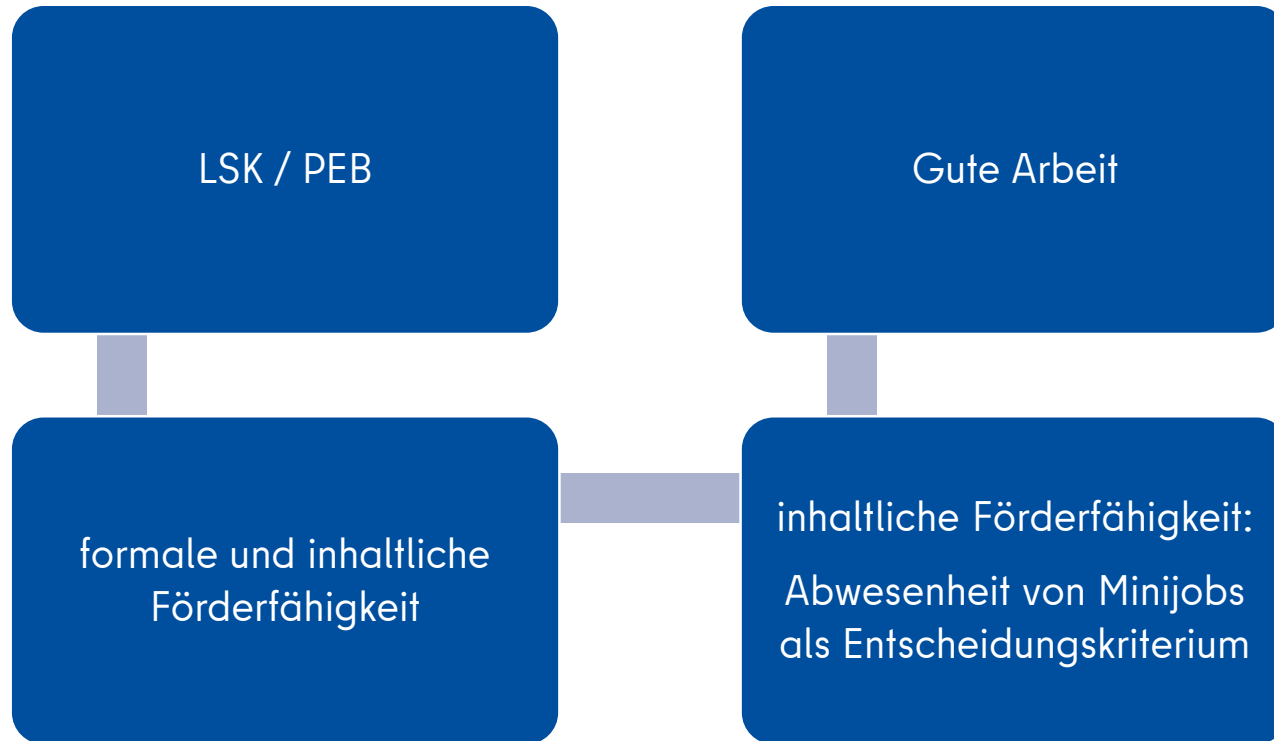 LSK / PEB
formale und inhaltliche
Förderfähigkeit
inhaltliche Förderfähigkeit:
Abwesenheit von Minijobs
als Entscheidungskriterium
Gute Arbeit